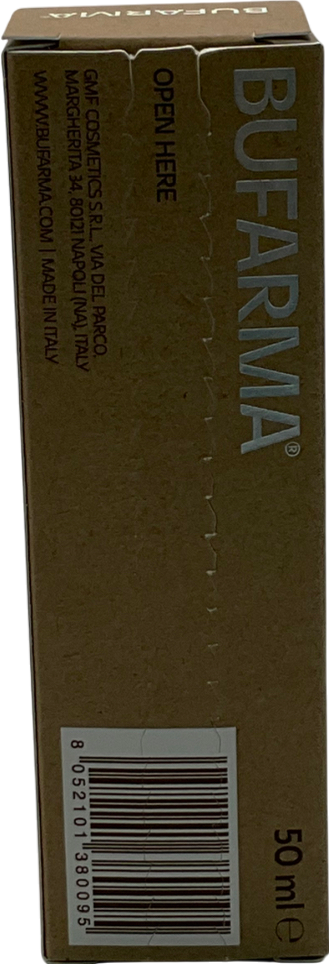 BUFARMA
BUFARMA®
OPEN HERE
GMF COSMETICS S.R.L. VIA DEL PARCO,
MARGHERITA 34, 80121 NAPOLI (NA), ITALY
WWW.BUFARMA.COM | MADE IN ITALY
50 ml ℮
8 052101 380095